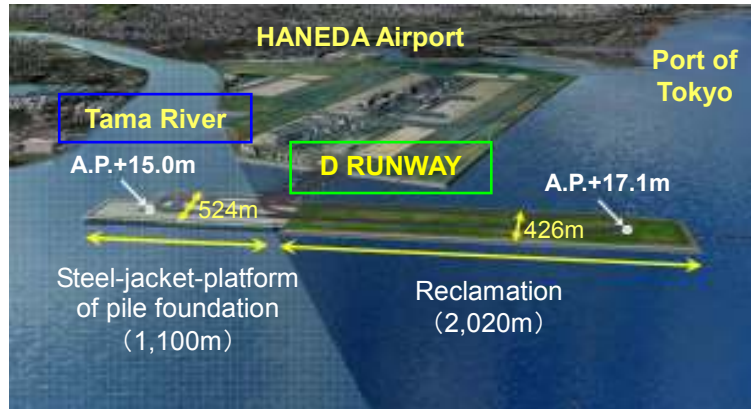 HANEDA Airport
Port of
Tokyo
Tama River
A.P.+15.0m
D RUNWAY
A.P.+17.1m
524m
426m
Steel-jacket-platform
of pile foundation
（1,100m）
Reclamation
（2,020m）